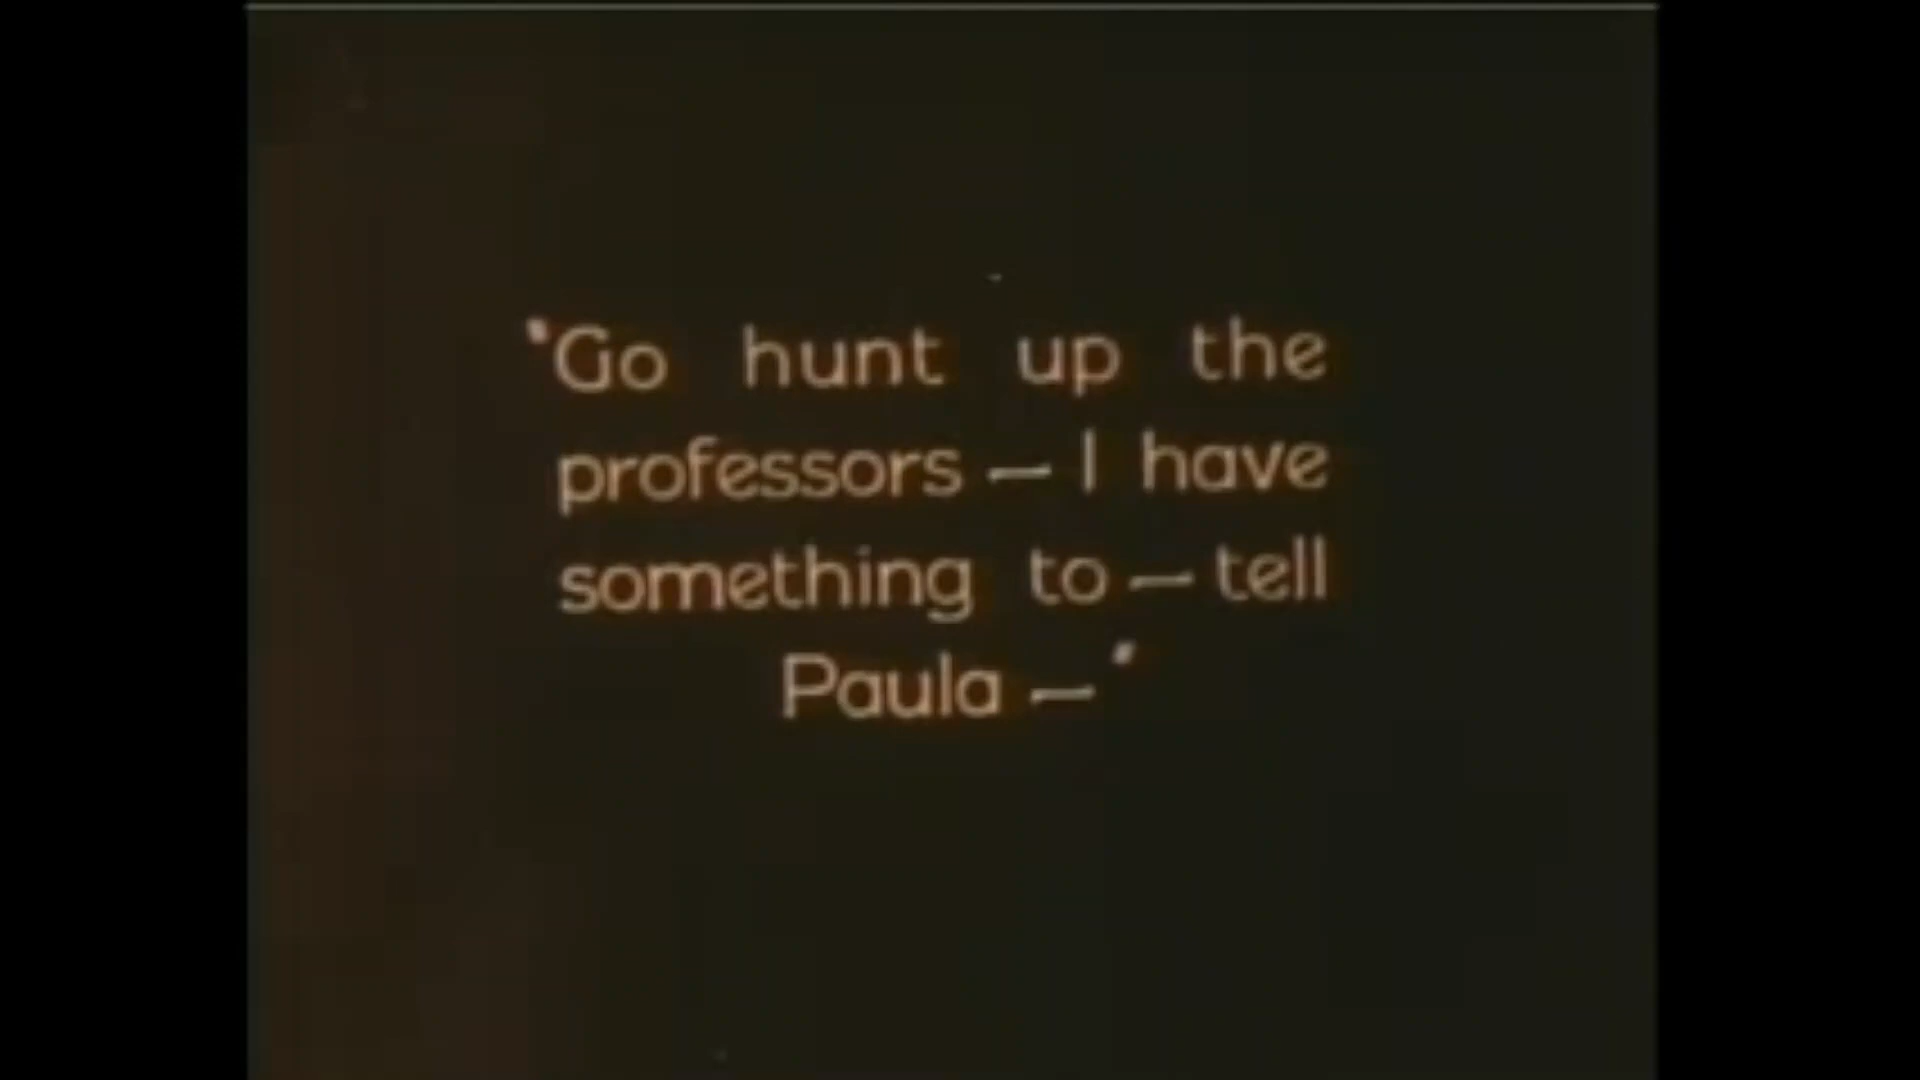 "Go hunt up the
professors — I have
something to — tell
Paula —"